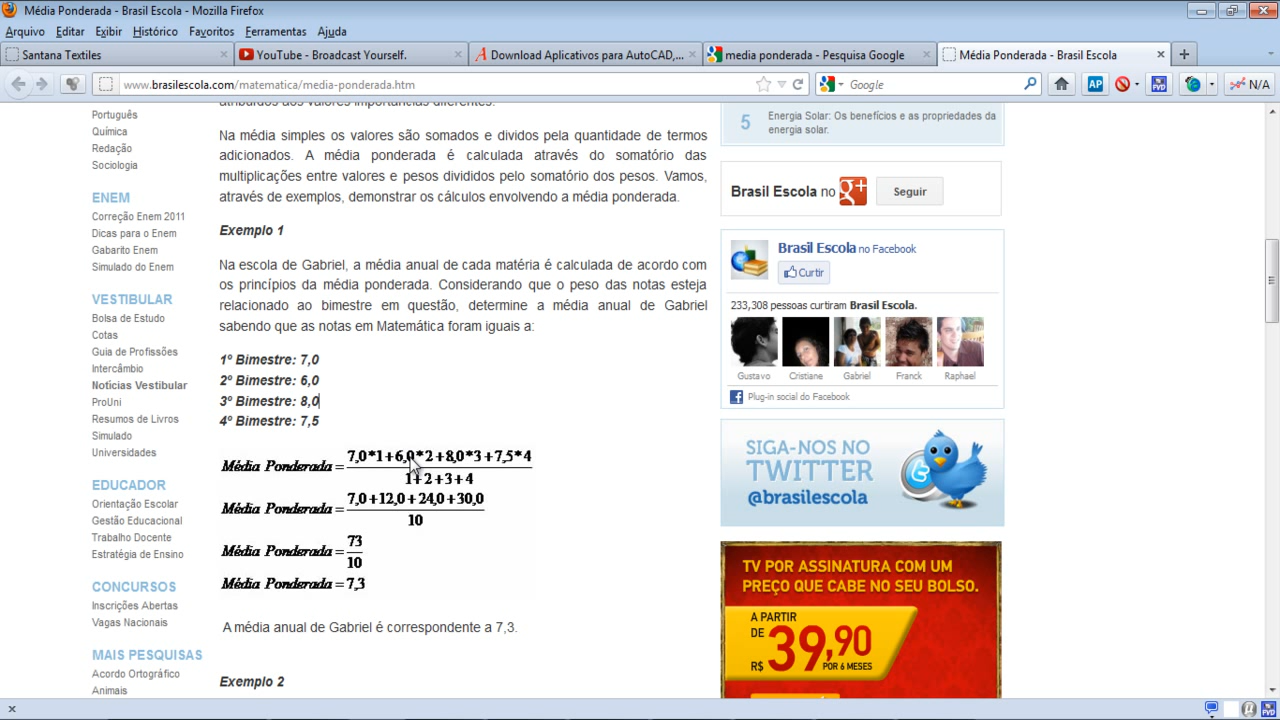 Média Ponderada - Brasil Escola - Mozilla Firefox
Arquivo Editar Exibir Histórico Favoritos Ferramentas Ajuda
Santana Textiles
YouTube - Broadcast Yourself.
Download Aplicativos para AutoCAD,...
media ponderada - Pesquisa Google
Média Ponderada - Brasil Escola
www.brasilescola.com/matematica/media-ponderada.htm
Google
AP
PVD
N/A
Português
Química
Redação
Sociologia
ENEM
Correção Enem 2011
Dicas para o Enem
Gabarito Enem
Simulado do Enem
VESTIBULAR
Bolsa de Estudo
Cotas
Guia de Profissões
Intercâmbio
Notícias Vestibular
ProUni
Resumos de Livros
Simulado
Universidades
EDUCADOR
Orientação Escolar
Gestão Educacional
Trabalho Docente
Estratégia de Ensino
CONCURSOS
Inscrições Abertas
Vagas Nacionais
MAIS PESQUISAS
Acordo Ortográfico
Animais
atribuídos aos valores importâncias diferentes.
Na média simples os valores são somados e dividos pela quantidade de termos
adicionados. A média ponderada é calculada através do somatório das
multiplicações entre valores e pesos divididos pelo somatório dos pesos. Vamos,
através de exemplos, demonstrar os cálculos envolvendo a média ponderada.
Exemplo 1
Na escola de Gabriel, a média anual de cada matéria é calculada de acordo com
os princípios da média ponderada. Considerando que o peso das notas esteja
relacionado ao bimestre em questão, determine a média anual de Gabriel
sabendo que as notas em Matemática foram iguais a:
1º Bimestre: 7,0
2º Bimestre: 6,0
3º Bimestre: 8,0
4º Bimestre: 7,5
7,0*1+6,0*2+8,0*3+7,5*4
Média Ponderada =
1+2+3+4
7,0+12,0+24,0+30,0
Média Ponderada =
10
73
Média Ponderada =
10
Média Ponderada = 7,3
A média anual de Gabriel é correspondente a 7,3.
Exemplo 2
5
Energia Solar: Os benefícios e as propriedades da
energia solar.
Brasil Escola no g+ Seguir
Brasil Escola no Facebook
Curtir
233,308 pessoas curtiram Brasil Escola.
Gustavo Cristiane Gabriel Franck Raphael
Plug-in social do Facebook
SIGA-NOS NO
TWITTER
@brasilescola
TV POR ASSINATURA COM UM
PREÇO QUE CABE NO SEU BOLSO.
A PARTIR
DE
R$
39,90
POR 6 MESES
PVD